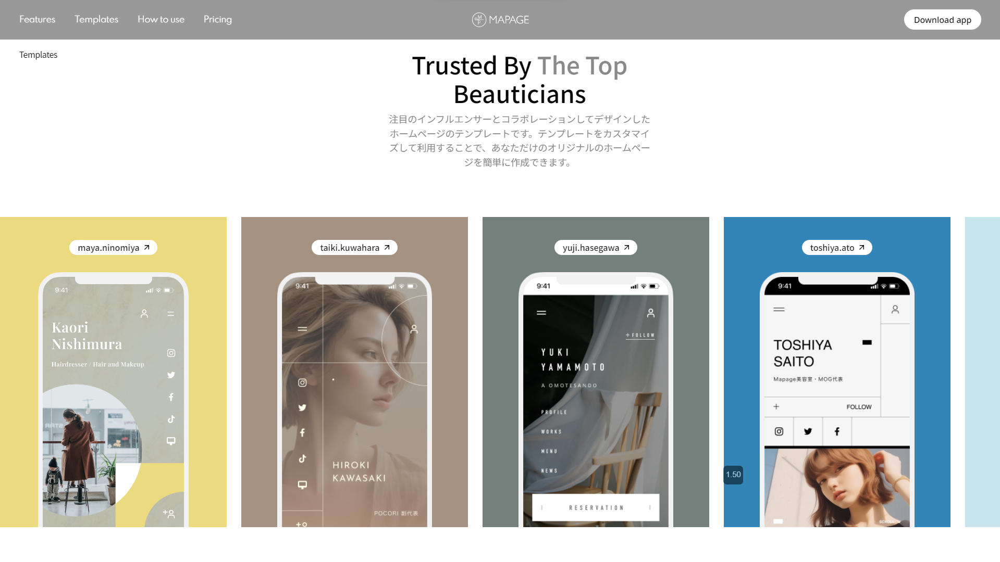 Features
Templates
How to use
Pricing
MAPAGE
Download app
Templates
Trusted By The Top
Beauticians
注目のインフルエンサーとコラボレーションしてデザインした
ホームページのテンプレートです。テンプレートをカスタマイ
ズして利用することで、あなただけのオリジナルのホームペー
ジを簡単に作成できます。
maya.ninomiya
9:41
Kaori
Nishimura
Hairdresser / Hair and Makeup
taiki.kuwahara
9:41
HIROKI
KAWASAKI
POCORI 副代表
yuji.hasegawa
9:41
+ FOLLOW
YUKI
YAMAMOTO
A OMOTESANDO
PROFILE
WORKS
MENU
NEWS
RESERVATION
toshiya.ato
9:41
TOSHIYA
SAITO
Mapage美容室・MOG代表
+ FOLLOW
SCROLL
1.50